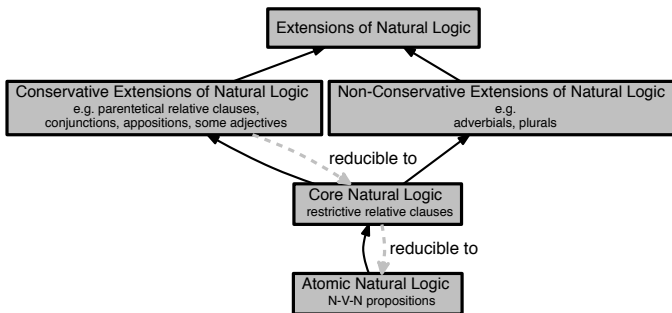 Extensions of Natural Logic
Conservative Extensions of Natural Logic
e.g. parentetical relative clauses,
conjunctions, appositions, some adjectives
Non-Conservative Extensions of Natural Logic
e.g.
adverbials, plurals
reducible to
Core Natural Logic
restrictive relative clauses
reducible to
Atomic Natural Logic
N-V-N propositions